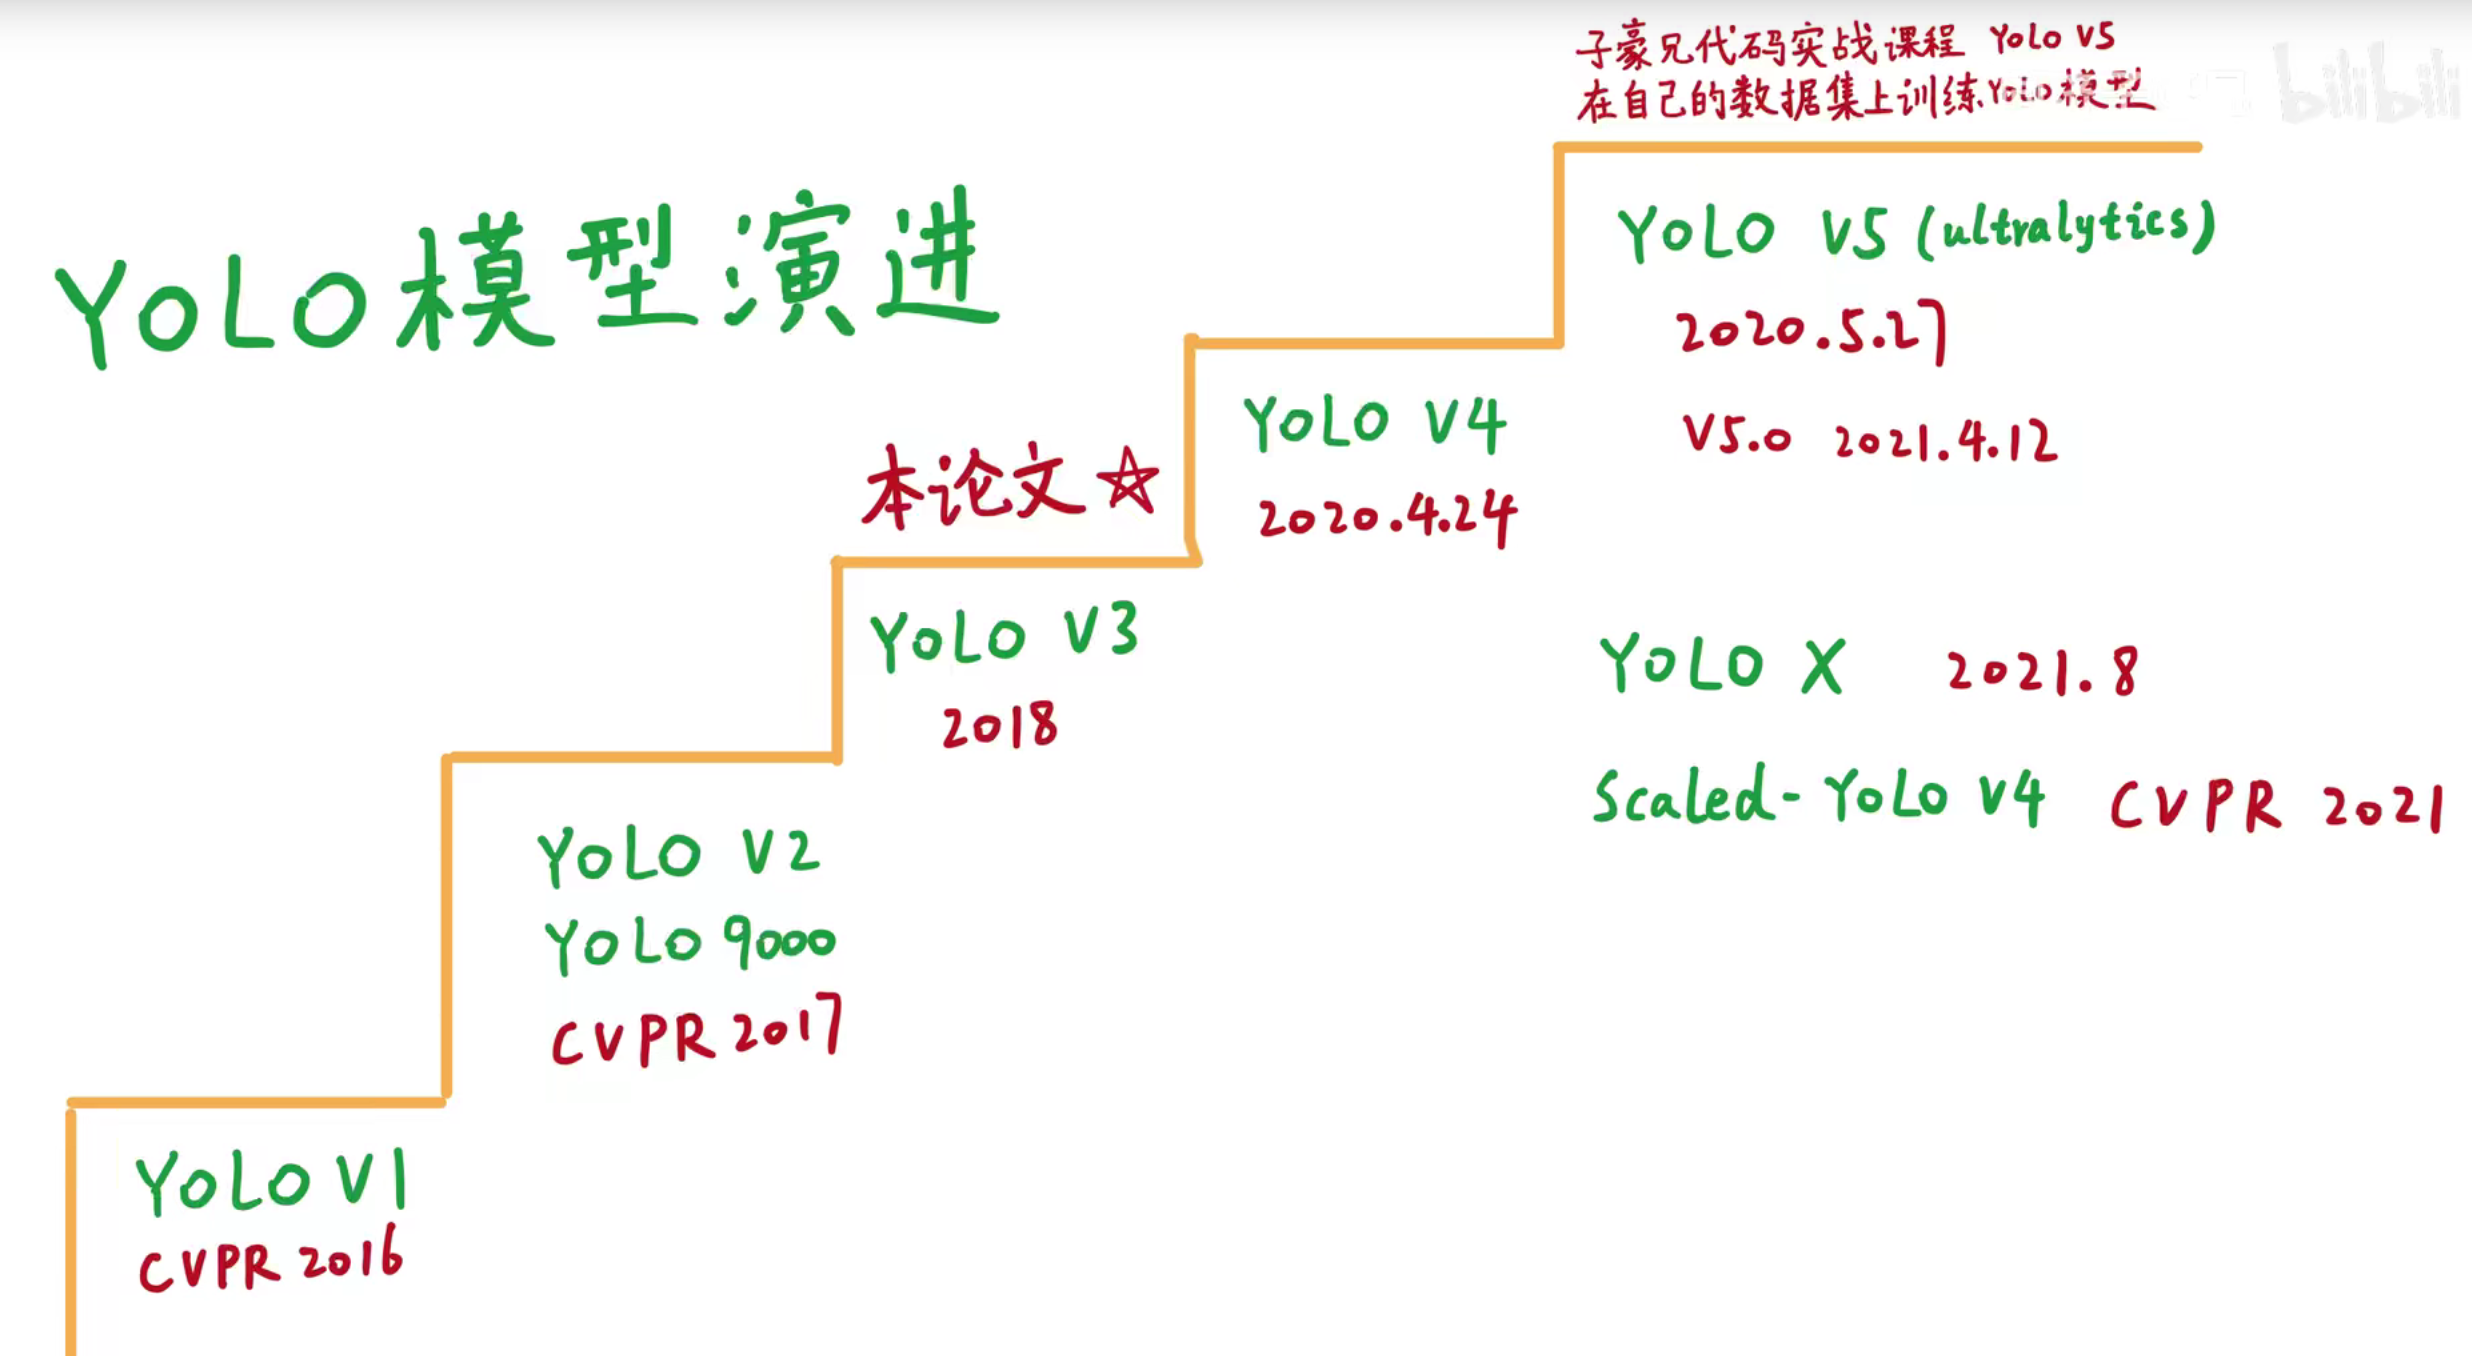 子豪兄代码实战课程 YOLO V5
在自己的数据集上训练YOLO模型
bilibili
YOLO模型演进
YOLO V5 (ultralytics)
2020.5.27
V5.0 2021.4.12
YOLO V4
2020.4.24
本论文☆
YOLO V3
2018
YOLO X 2021.8
Scaled-YOLO V4 CVPR 2021
YOLO V2
YOLO 9000
CVPR 2017
YOLO V1
CVPR 2016